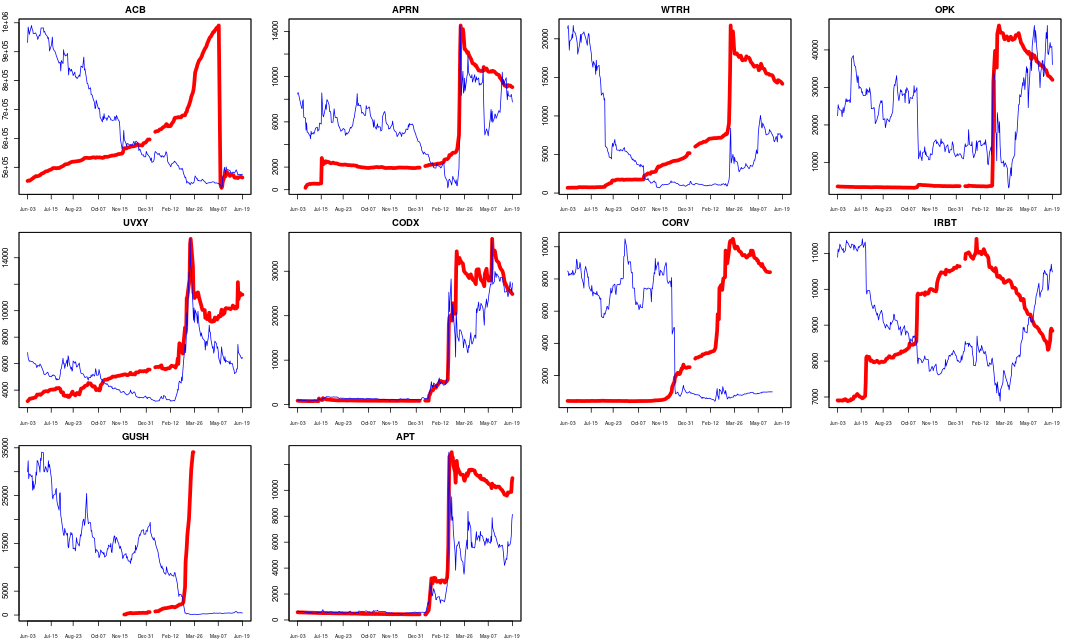 ACB APRN WTRH OPK
1e+06 9e+05 8e+05 7e+05 6e+05 5e+05
14000 10000 6000 2000 0
20000 15000 10000 5000 0
40000 30000 20000 10000
Jun-03 Jul-15 Aug-23 Oct-07 Nov-15 Dec-31 Feb-12 Mar-26 May-07 Jun-19
Jun-03 Jul-15 Aug-23 Oct-07 Nov-15 Dec-31 Feb-12 Mar-26 May-07 Jun-19
Jun-03 Jul-15 Aug-23 Oct-07 Nov-15 Dec-31 Feb-12 Mar-26 May-07 Jun-19
Jun-03 Jul-15 Aug-23 Oct-07 Nov-15 Dec-31 Feb-12 Mar-26 May-07 Jun-19
UVXY CODX CORV IRBT
14000 10000 8000 6000 4000
30000 20000 10000 0
10000 8000 6000 4000 2000
11000 10000 9000 8000 7000
Jun-03 Jul-15 Aug-23 Oct-07 Nov-15 Dec-31 Feb-12 Mar-26 May-07 Jun-19
Jun-03 Jul-15 Aug-23 Oct-07 Nov-15 Dec-31 Feb-12 Mar-26 May-07 Jun-19
Jun-03 Jul-15 Aug-23 Oct-07 Nov-15 Dec-31 Feb-12 Mar-26 May-07 Jun-19
Jun-03 Jul-15 Aug-23 Oct-07 Nov-15 Dec-31 Feb-12 Mar-26 May-07 Jun-19
GUSH APT
35000 25000 15000 5000 0
10000 8000 6000 4000 2000 0
Jun-03 Jul-15 Aug-23 Oct-07 Nov-15 Dec-31 Feb-12 Mar-26 May-07 Jun-19
Jun-03 Jul-15 Aug-23 Oct-07 Nov-15 Dec-31 Feb-12 Mar-26 May-07 Jun-19